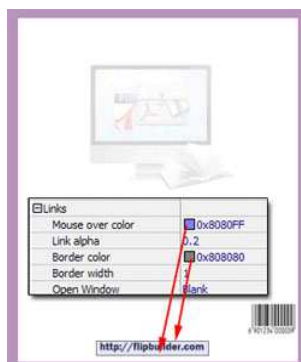 Links
Mouse over color 0x8080FF
Link alpha 0.2
Border color 0x808080
Border width 1
Open Window Blank
http://flipbuilder.com